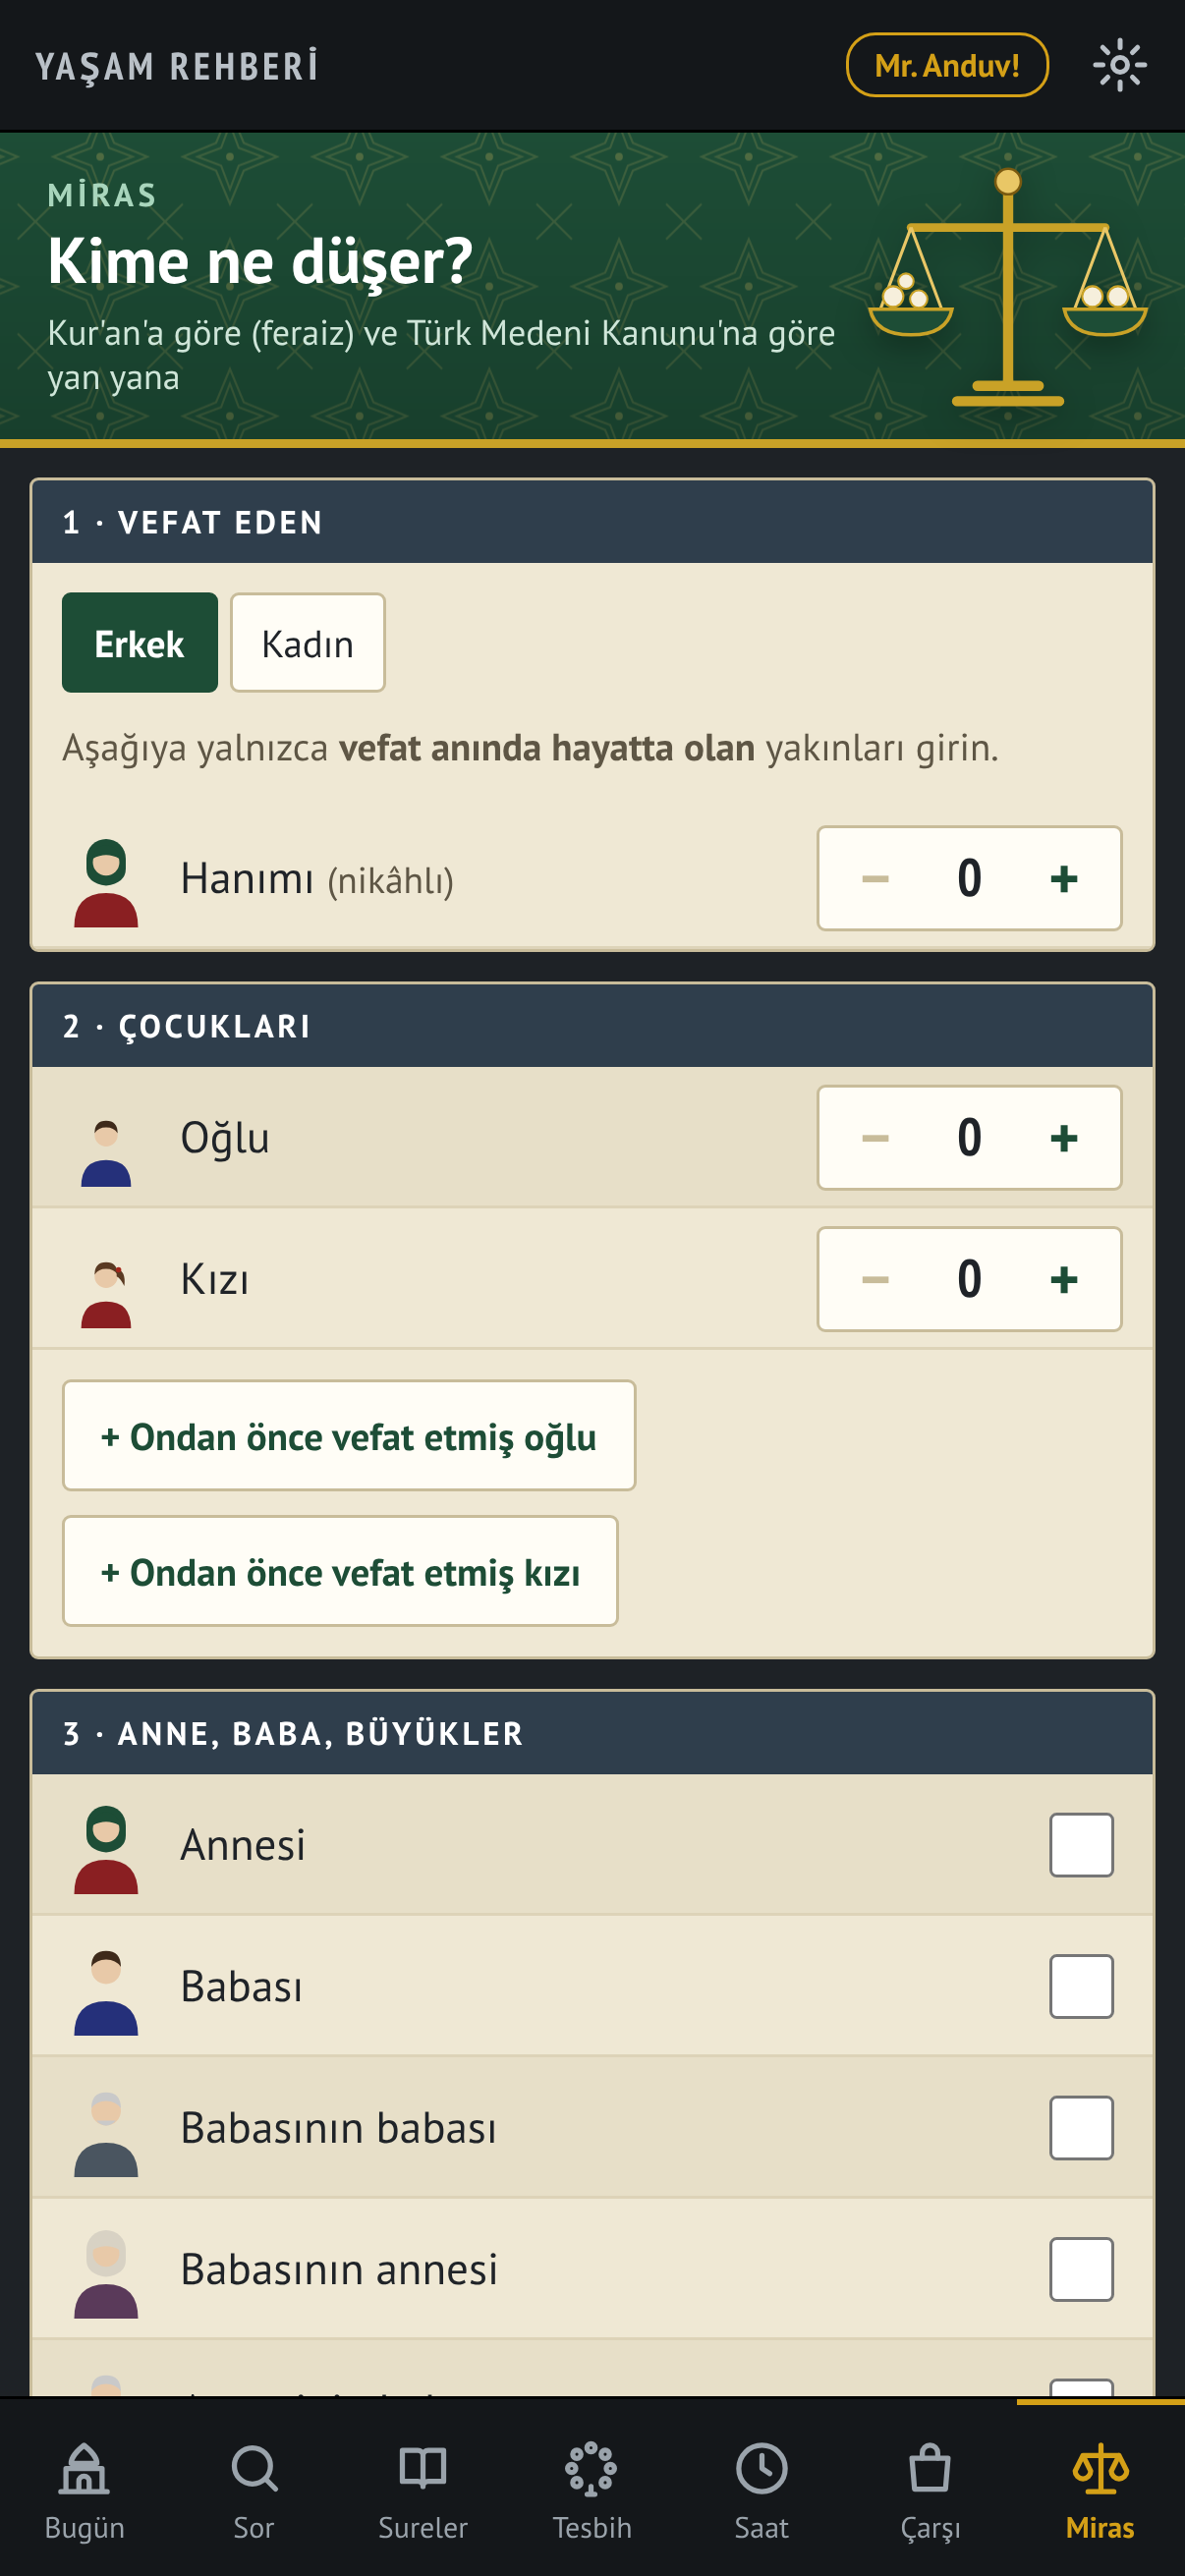 YAŞAM REHBERİ
Mr. Anduv!
MİRAS
Kime ne düşer?
Kur'an'a göre (feraiz) ve Türk Medeni Kanunu'na göre
yan yana
1 · VEFAT EDEN
Erkek
Kadın
Aşağıya yalnızca vefat anında hayatta olan yakınları girin.
Hanımı (nikâhlı)
− 0 +
2 · ÇOCUKLARI
Oğlu
− 0 +
Kızı
− 0 +
+ Ondan önce vefat etmiş oğlu
+ Ondan önce vefat etmiş kızı
3 · ANNE, BABA, BÜYÜKLER
Annesi
Babası
Babasının babası
Babasının annesi
Bugün
Sor
Sureler
Tesbih
Saat
Çarşı
Miras